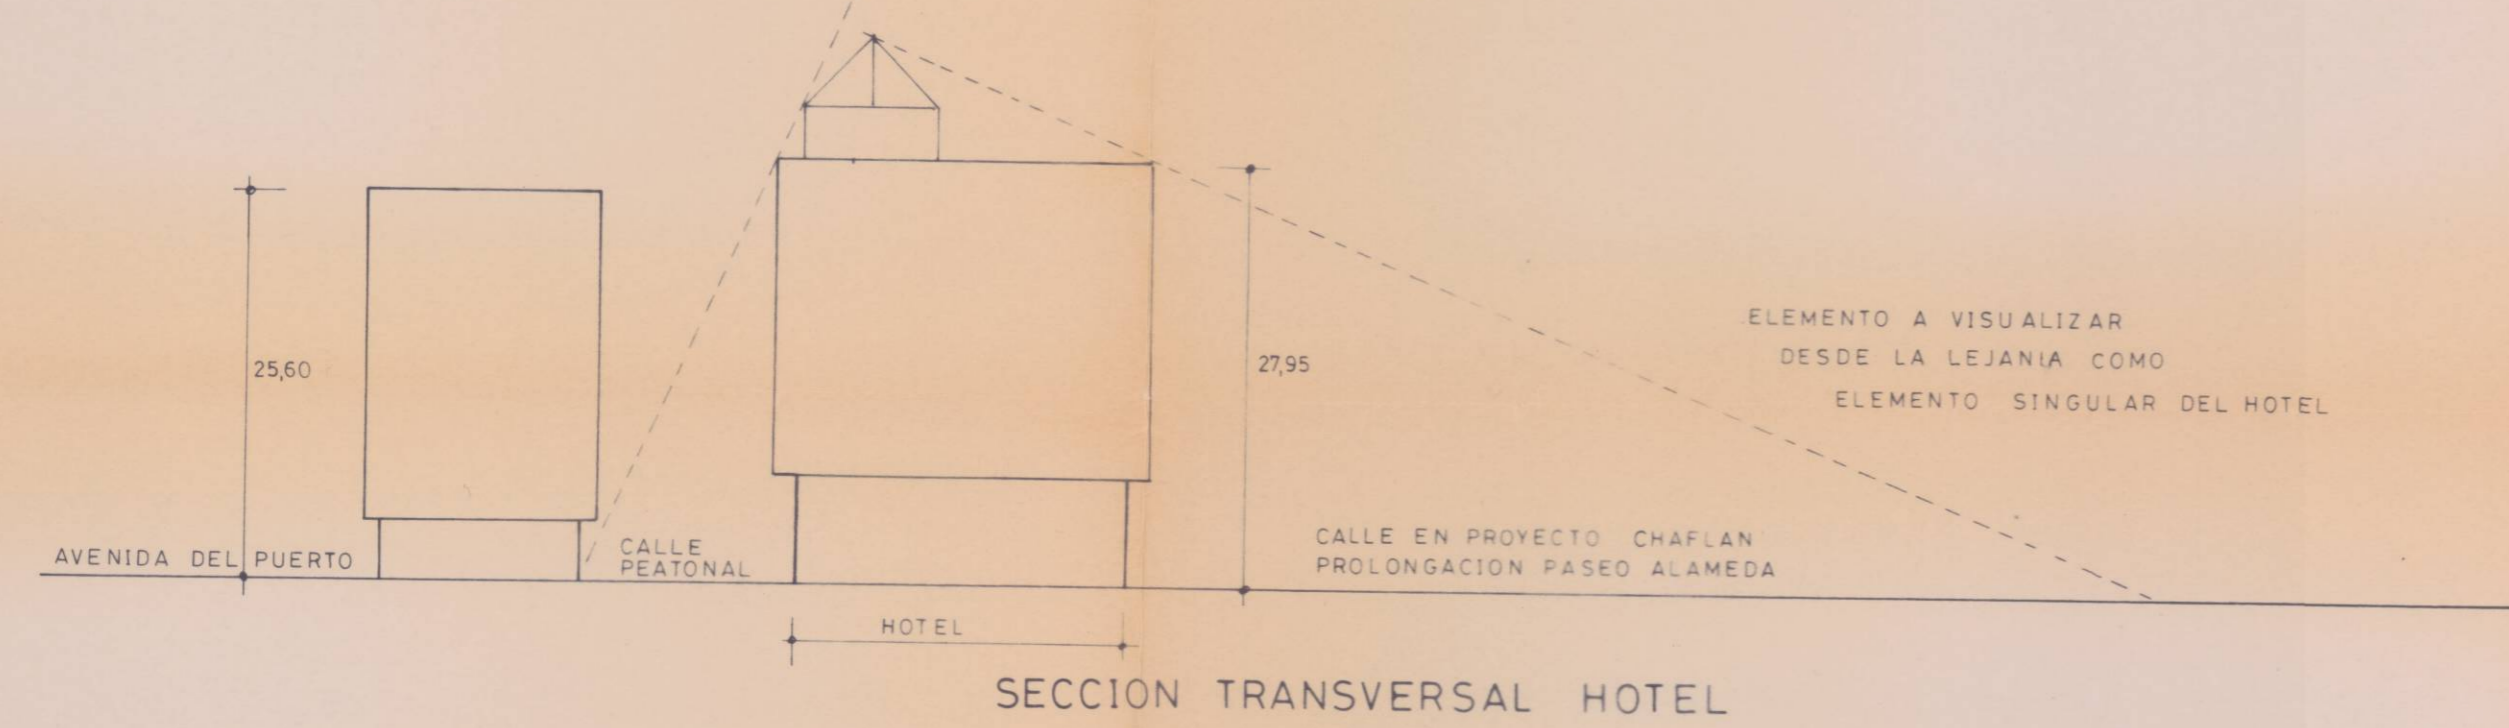 25,60
27,95
ELEMENTO A VISUALIZAR
DESDE LA LEJANIA COMO
ELEMENTO SINGULAR DEL HOTEL
AVENIDA DEL PUERTO
CALLE
PEATONAL
CALLE EN PROYECTO CHAFLAN
PROLONGACION PASEO ALAMEDA
HOTEL
SECCION TRANSVERSAL HOTEL